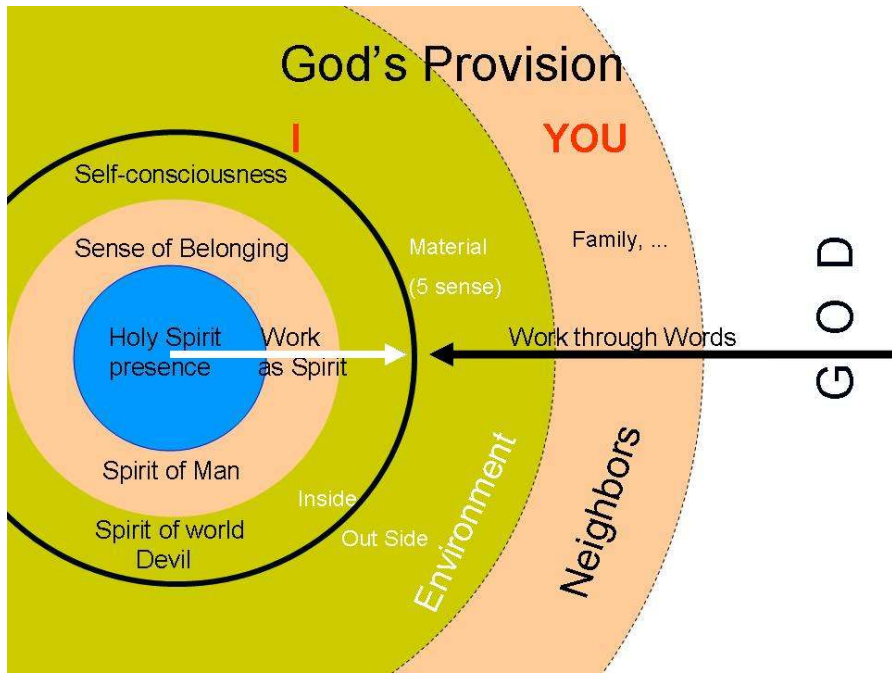 God's Provision
I
YOU
Self-consciousness
Sense of Belonging
Material
(5 sense)
Family, ...
GOD
Holy Spirit
presence
Work
as Spirit
Work through Words
Spirit of Man
Inside
Out Side
Spirit of world
Devil
Environment
Neighbors